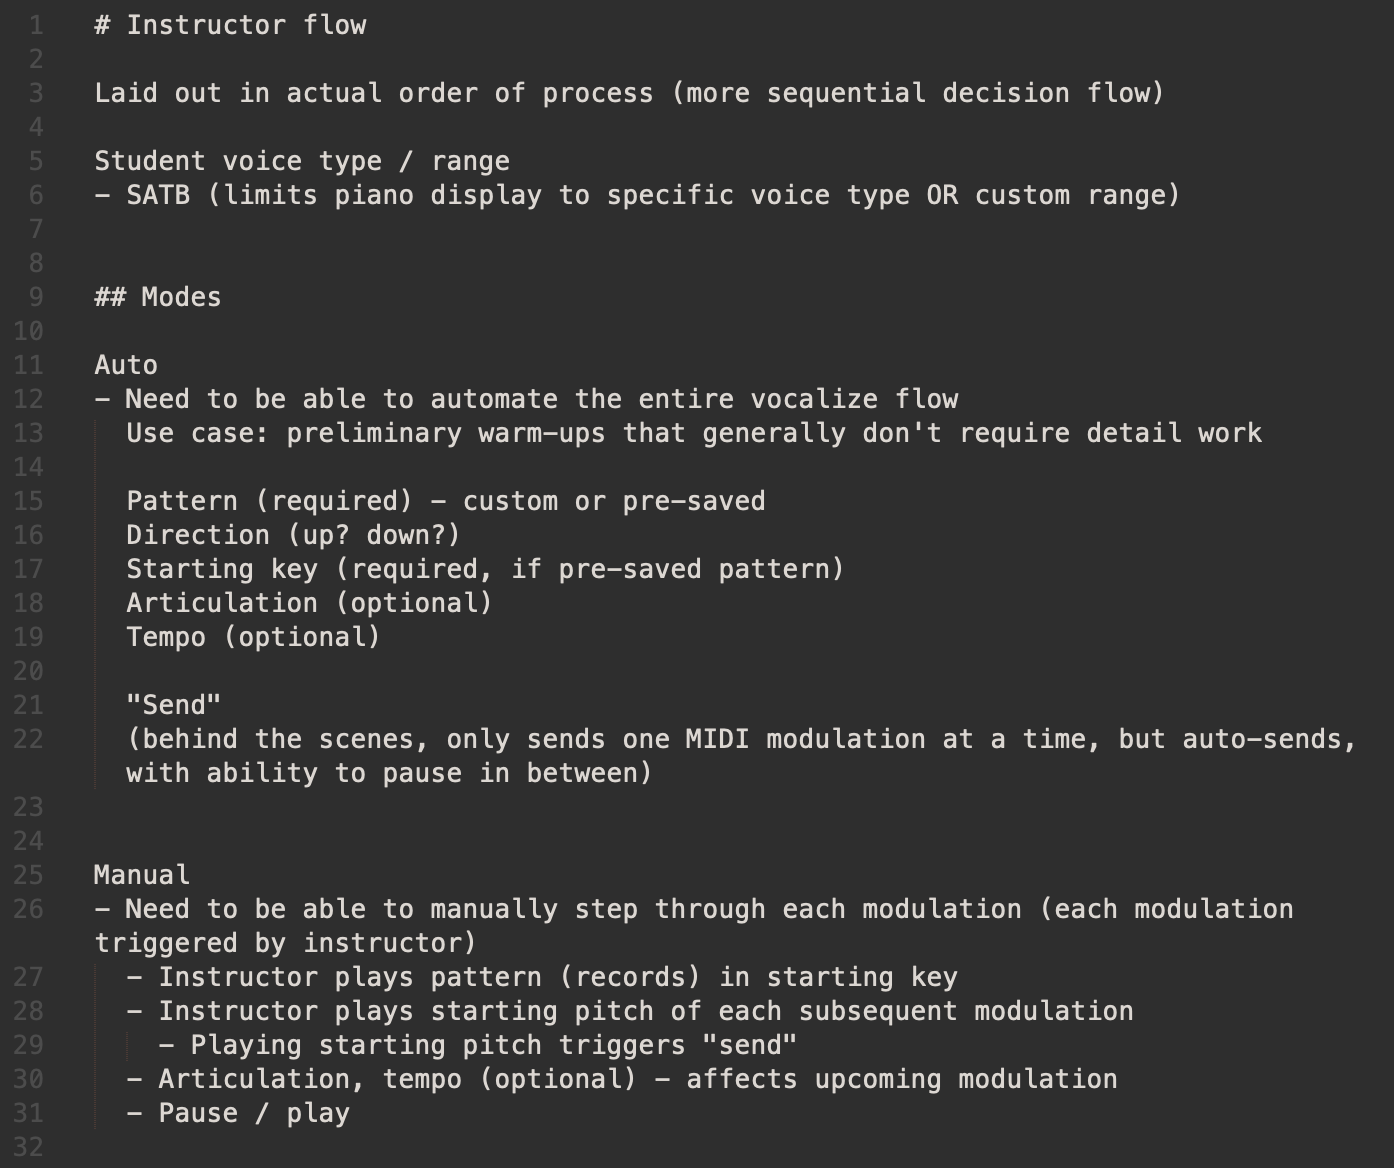 1 # Instructor flow
2
3 Laid out in actual order of process (more sequential decision flow)
4
5 Student voice type / range
6 - SATB (limits piano display to specific voice type OR custom range)
7
8
9 ## Modes
10
11 Auto
12 - Need to be able to automate the entire vocalize flow
13 Use case: preliminary warm-ups that generally don't require detail work
14
15 Pattern (required) - custom or pre-saved
16 Direction (up? down?)
17 Starting key (required, if pre-saved pattern)
18 Articulation (optional)
19 Tempo (optional)
20
21 "Send"
22 (behind the scenes, only sends one MIDI modulation at a time, but auto-sends,
with ability to pause in between)
23
24
25 Manual
26 - Need to be able to manually step through each modulation (each modulation
triggered by instructor)
27 - Instructor plays pattern (records) in starting key
28 - Instructor plays starting pitch of each subsequent modulation
29 - Playing starting pitch triggers "send"
30 - Articulation, tempo (optional) - affects upcoming modulation
31 - Pause / play
32